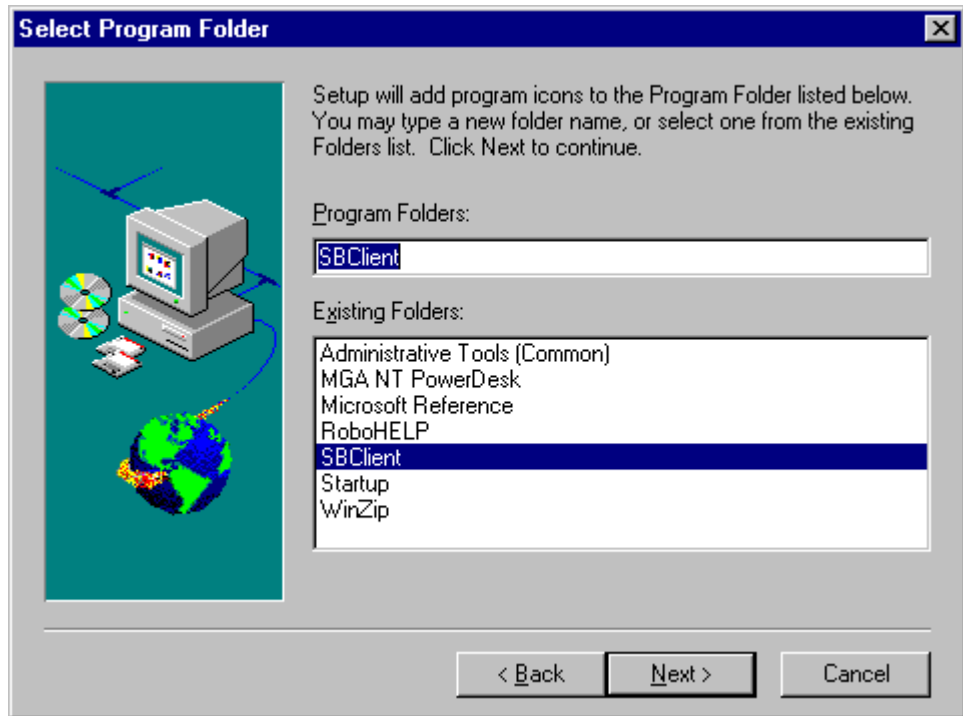 Select Program Folder
Setup will add program icons to the Program Folder listed below.
You may type a new folder name, or select one from the existing
Folders list.  Click Next to continue.
Program Folders:
SBClient
Existing Folders:
Administrative Tools (Common)
MGA NT PowerDesk
Microsoft Reference
RoboHELP
SBClient
Startup
WinZip
< Back
Next >
Cancel